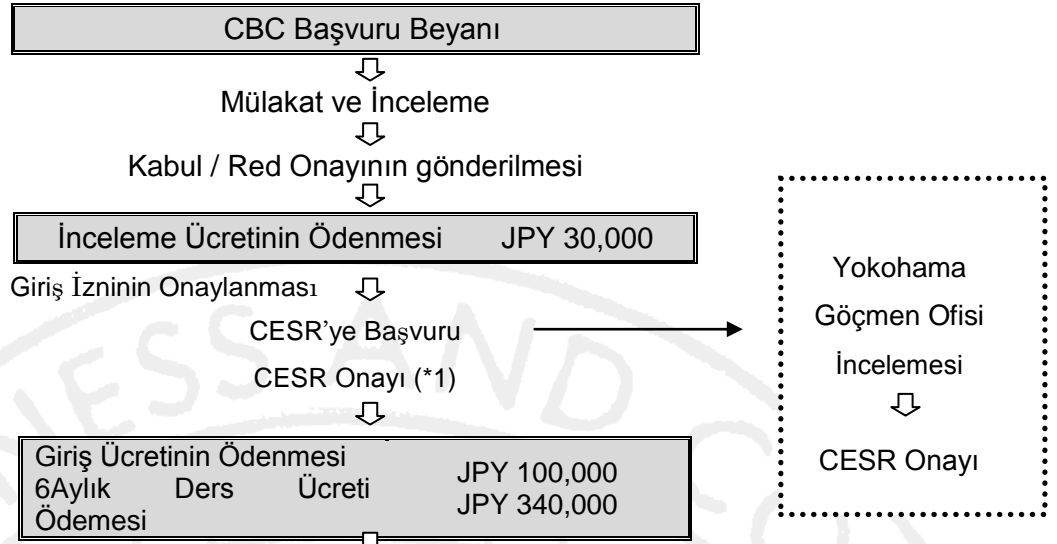 CBC Başvuru Beyanı
Mülakat ve İnceleme
Kabul / Red Onayının gönderilmesi
İnceleme Ücretinin Ödenmesi JPY 30,000
Giriş İzninin Onaylanması
CESR'ye Başvuru
CESR Onayı (*1)
Giriş Ücretinin Ödenmesi JPY 100,000
6Aylık Ders Ücreti JPY 340,000
Ödemesi
Yokohama
Göçmen Ofisi
İncelemesi
CESR Onayı